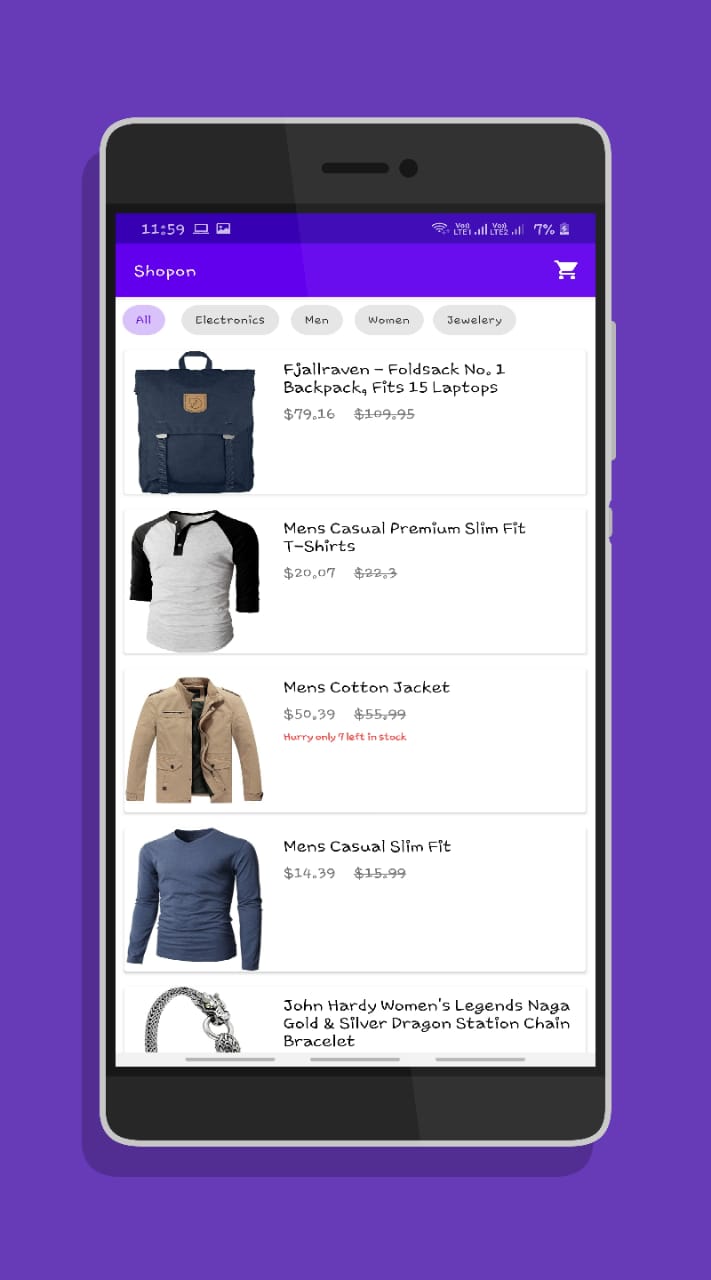 11:59
Vo)) LTE1 Vo)) LTE2 7%
Shopon
All Electronics Men Women Jewelery
Fjallraven - Foldsack No. 1
Backpack, Fits 15 Laptops
$79.16 $109.95
Mens Casual Premium Slim Fit
T-Shirts
$20.07 $22.3
Mens Cotton Jacket
$50.39 $55.99
Hurry only 7 left in stock
Mens Casual Slim Fit
$14.39 $15.99
John Hardy Women's Legends Naga
Gold & Silver Dragon Station Chain
Bracelet